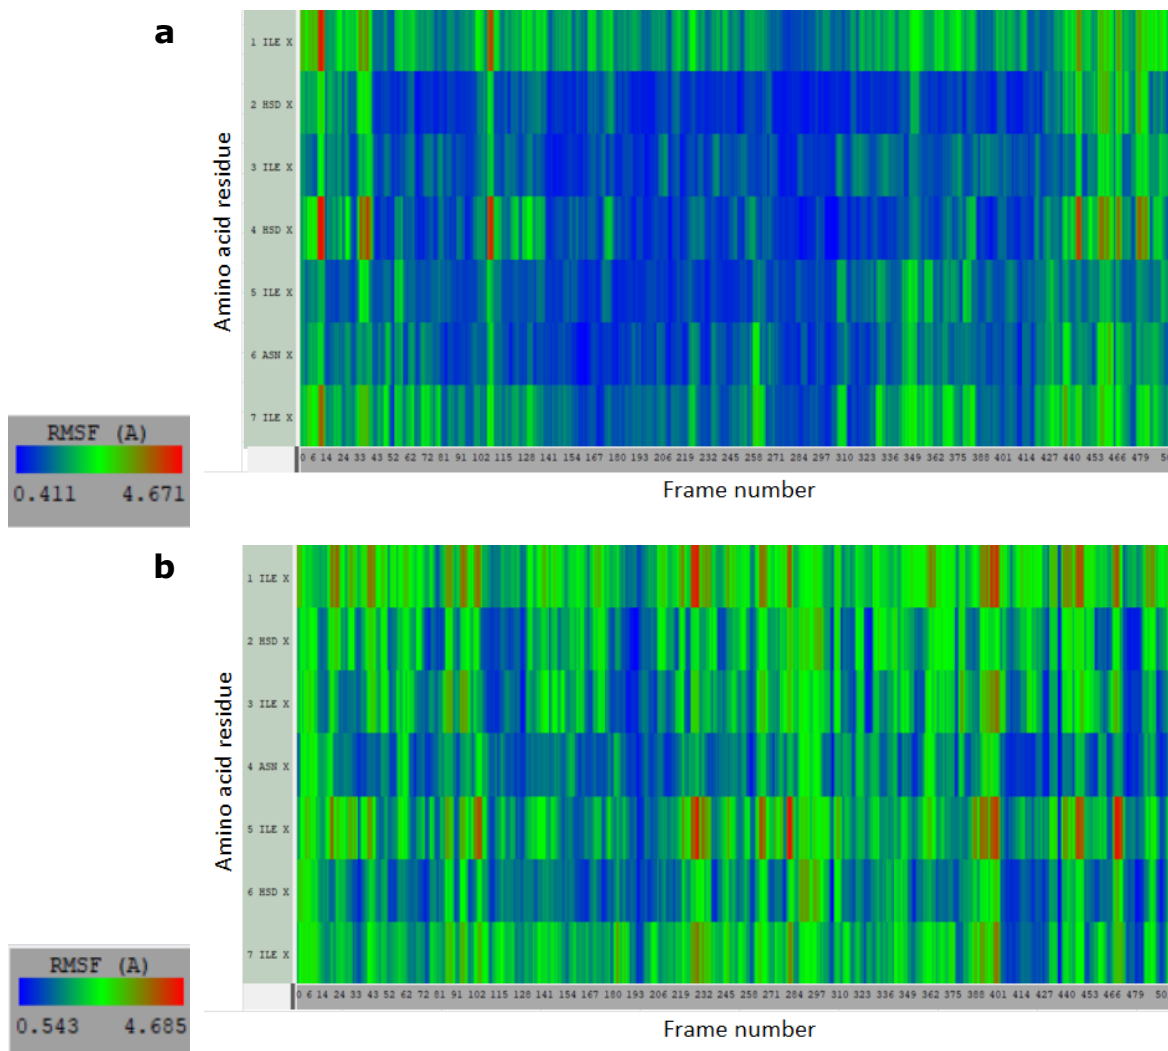 a
Amino acid residue
1 ILE X
2 HSD X
3 ILE X
4 HSD X
5 ILE X
6 ASN X
7 ILE X
RMSF (A)
0.411 4.671
0 6 14 24 33 43 52 62 72 81 91 102 115 128 141 154 167 180 193 206 219 232 245 258 271 284 297 310 323 336 349 362 375 388 401 414 427 440 453 466 479 50
Frame number
b
Amino acid residue
1 ILE X
2 HSD X
3 ILE X
4 ASN X
5 ILE X
6 HSD X
7 ILE X
RMSF (A)
0.543 4.685
0 6 14 24 33 43 52 62 72 81 91 102 115 128 141 154 167 180 193 206 219 232 245 258 271 284 297 310 323 336 349 362 375 388 401 414 427 440 453 466 479 50
Frame number